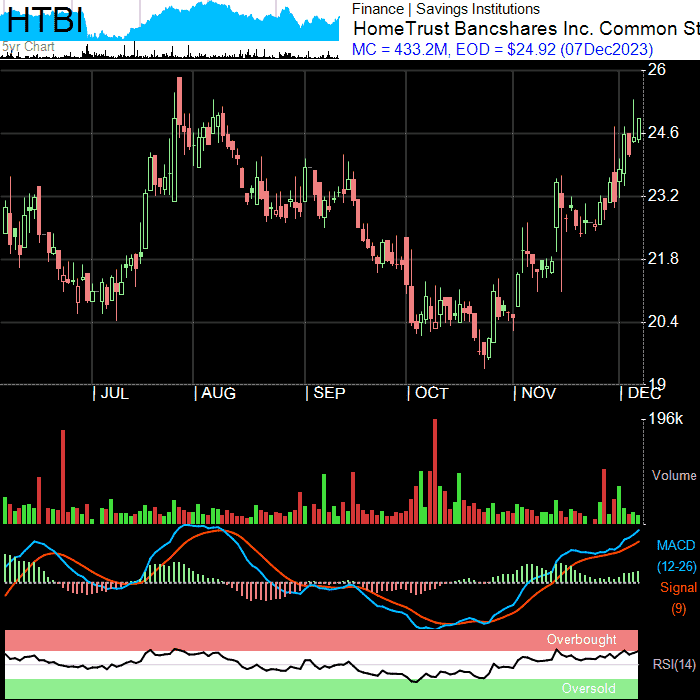 HTBI
5yr Chart
Finance | Savings Institutions
HomeTrust Bancshares Inc. Common St
MC = 433.2M, EOD = $24.92 (07Dec2023)
26
24.6
23.2
21.8
20.4
19
JUL
AUG
SEP
OCT
NOV
DEC
196k
Volume
MACD
(12-26)
Signal
(9)
Overbought
RSI(14)
Oversold